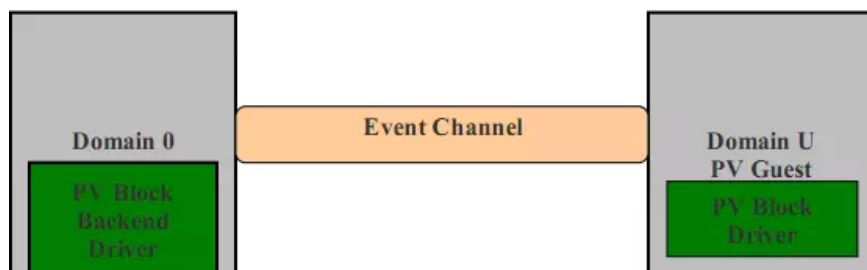 Domain 0
PV Block
Backend
Driver
Event Channel
Domain U
PV Guest
PV Block
Driver